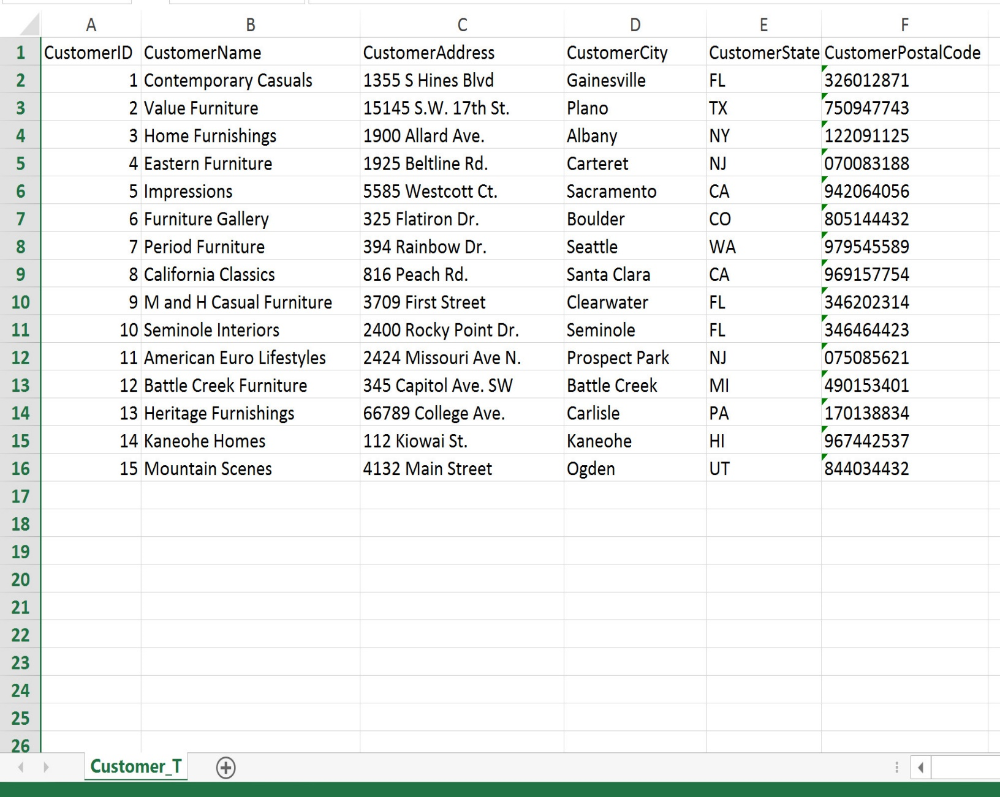 A B C D E F
1 CustomerID CustomerName CustomerAddress CustomerCity CustomerState CustomerPostalCode
2 1 Contemporary Casuals 1355 S Hines Blvd Gainesville FL 326012871
3 2 Value Furniture 15145 S.W. 17th St. Plano TX 750947743
4 3 Home Furnishings 1900 Allard Ave. Albany NY 122091125
5 4 Eastern Furniture 1925 Beltline Rd. Carteret NJ 070083188
6 5 Impressions 5585 Westcott Ct. Sacramento CA 942064056
7 6 Furniture Gallery 325 Flatiron Dr. Boulder CO 805144432
8 7 Period Furniture 394 Rainbow Dr. Seattle WA 979545589
9 8 California Classics 816 Peach Rd. Santa Clara CA 969157754
10 9 M and H Casual Furniture 3709 First Street Clearwater FL 346202314
11 10 Seminole Interiors 2400 Rocky Point Dr. Seminole FL 346464423
12 11 American Euro Lifestyles 2424 Missouri Ave N. Prospect Park NJ 075085621
13 12 Battle Creek Furniture 345 Capitol Ave. SW Battle Creek MI 490153401
14 13 Heritage Furnishings 66789 College Ave. Carlisle PA 170138834
15 14 Kaneohe Homes 112 Kiowai St. Kaneohe HI 967442537
16 15 Mountain Scenes 4132 Main Street Ogden UT 844034432
17
18
19
20
21
22
23
24
25
26
Customer_T